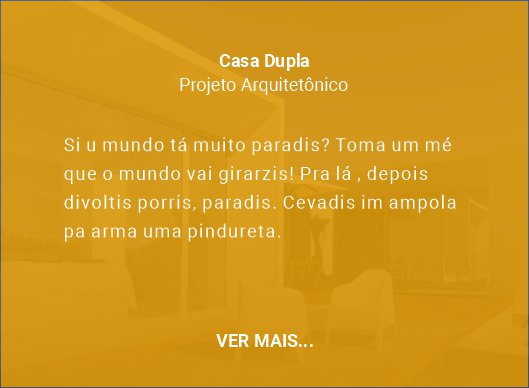 Casa Dupla
Projeto Arquitetônico
Si u mundo tá muito paradis? Toma um mé
que o mundo vai girarzis! Pra lá , depois
divoltis porris, paradis. Cevadis im ampola
pa arma uma pindureta.
VER MAIS...